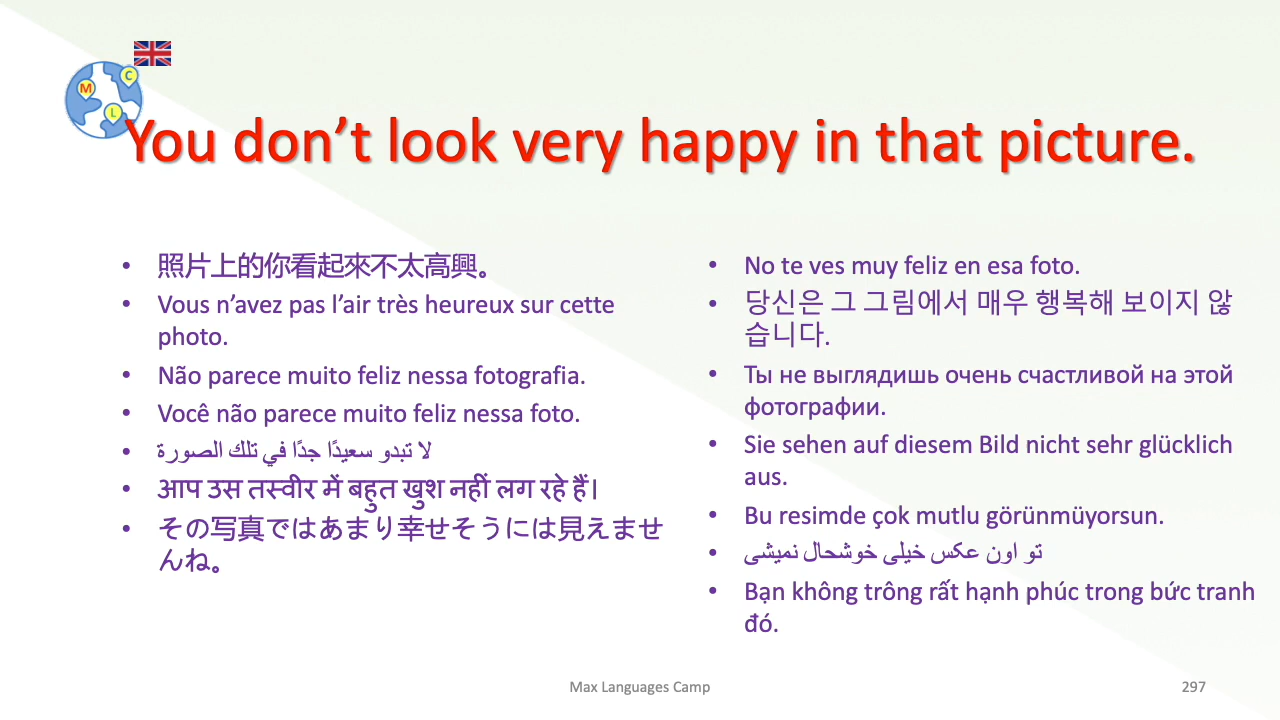 M
C
L
You don’t look very happy in that picture.
• 照片上的你看起來不太高興。
• Vous n’avez pas l’air très heureux sur cette
photo.
• Não parece muito feliz nessa fotografia.
• Você não parece muito feliz nessa foto.
• لا تبدو سعيدًا جدًا في تلك الصورة
• आप उस तस्वीर में बहुत खुश नहीं लग रहे हैं।
• その写真ではあまり幸せそうには見えませ
んね。
• No te ves muy feliz en esa foto.
• 당신은 그 그림에서 매우 행복해 보이지 않
습니다.
• Ты не выглядишь очень счастливой на этой
фотографии.
• Sie sehen auf diesem Bild nicht sehr glücklich
aus.
• Bu resimde çok mutlu görünmüyorsun.
• تو اون عکس خیلی خوشحال نمیشی
• Bạn không trông rất hạnh phúc trong bức tranh
đó.
Max Languages Camp
297